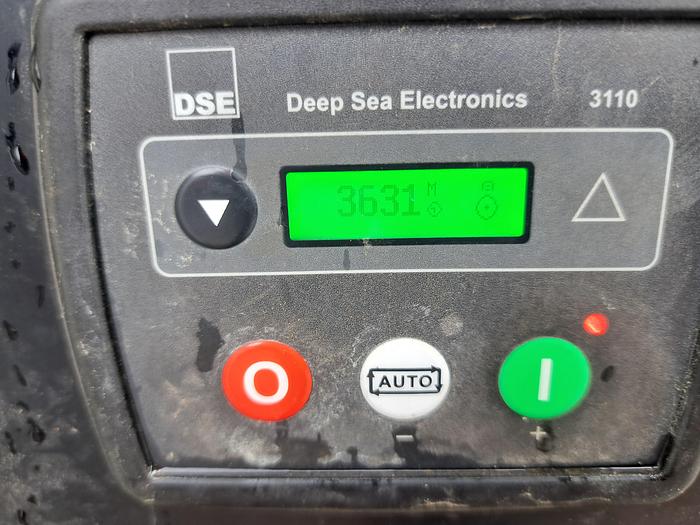 DSE
Deep Sea Electronics 3110
3631 M
O AUTO I
− +